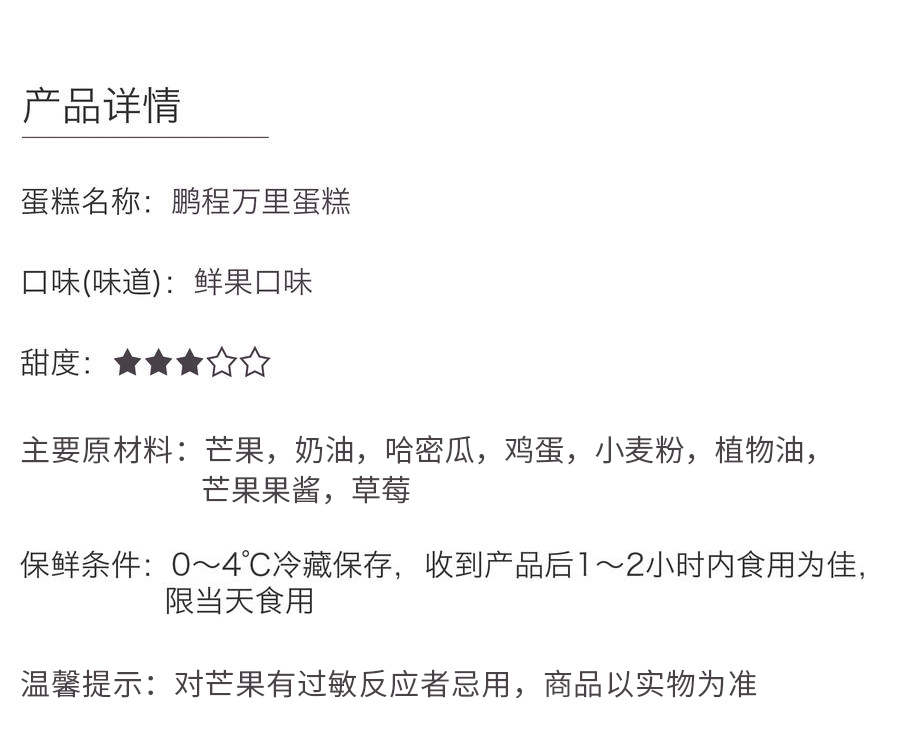 产品详情
蛋糕名称：鹏程万里蛋糕
口味(味道)：鲜果口味
甜度：★★★☆☆
主要原材料：芒果，奶油，哈密瓜，鸡蛋，小麦粉，植物油，
芒果果酱，草莓
保鲜条件：0～4℃冷藏保存，收到产品后1～2小时内食用为佳，
限当天食用
温馨提示：对芒果有过敏反应者忌用，商品以实物为准